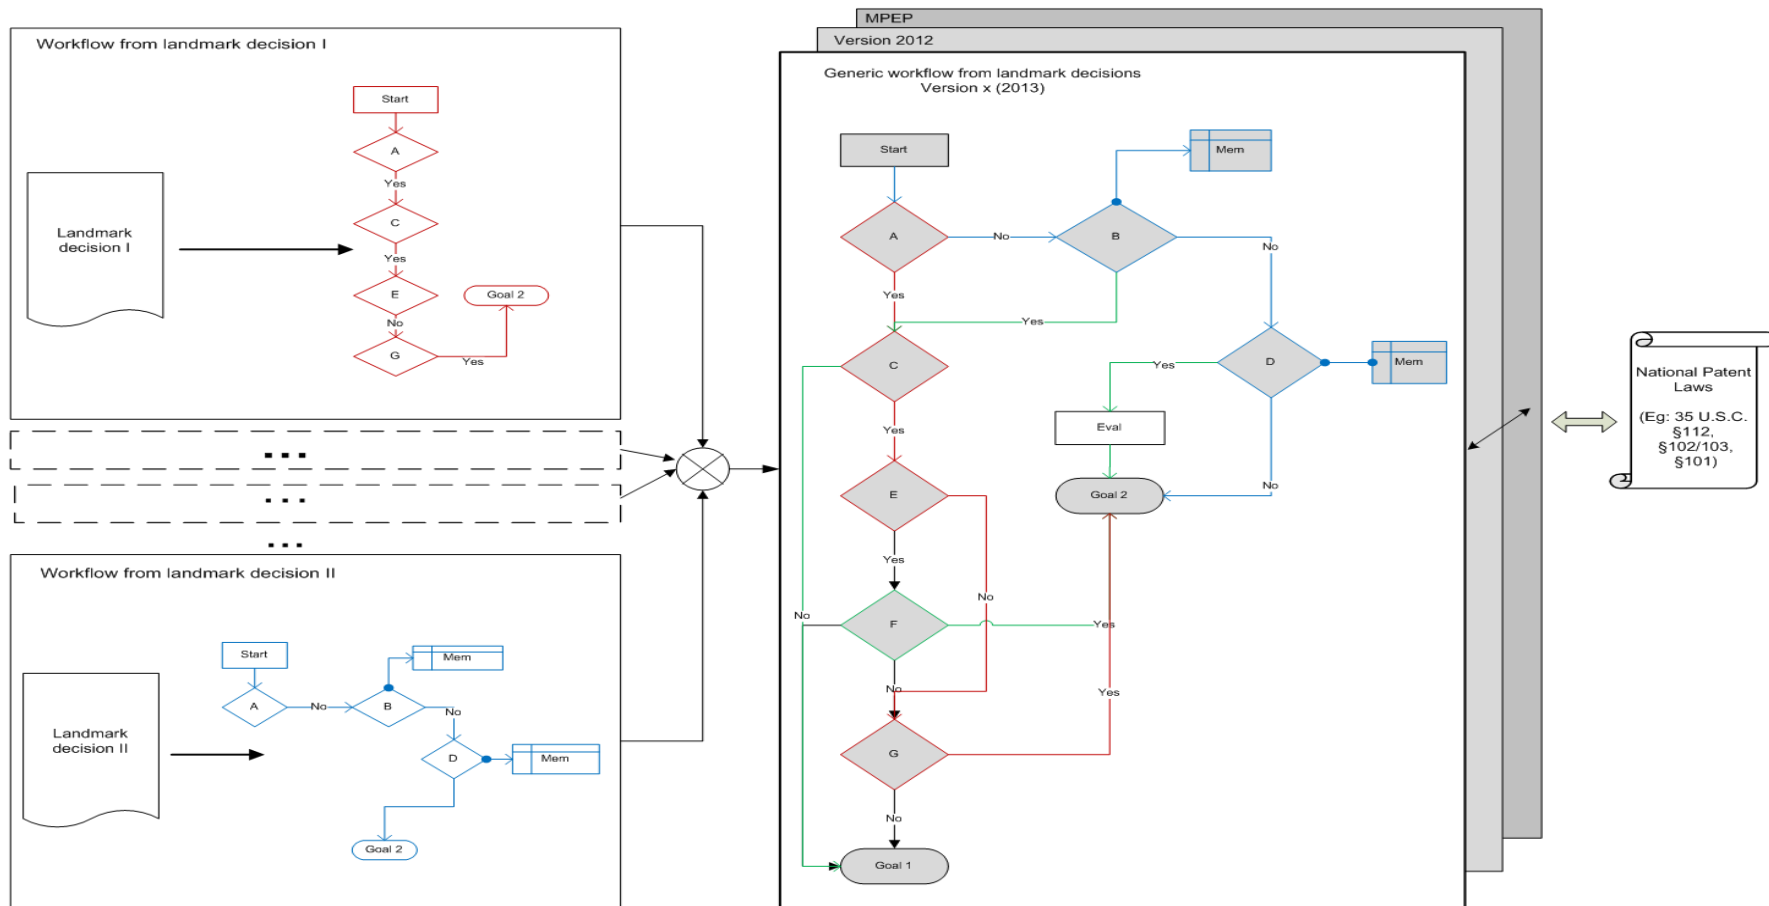 Workflow from landmark decision I
Start
A
Yes
C
Yes
E
No
G
Yes
Goal 2
Landmark
decision I
...
...
...
Workflow from landmark decision II
Start
A
No
B
Mem
No
D
Mem
Goal 2
Landmark
decision II
MPEP
Version 2012
Generic workflow from landmark decisions
Version x (2013)
Start
Mem
A
No
B
No
Yes
Yes
C
Yes
D
Mem
Yes
Eval
E
Goal 2
No
Yes
No
No
F
Yes
No
Yes
G
No
Goal 1
National Patent
Laws
(Eg: 35 U.S.C.
§112,
§102/103,
§101)